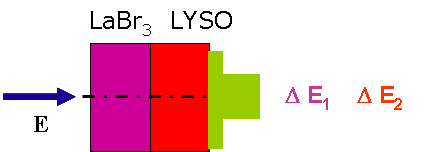 LaBr₃ LYSO
E
Δ E₁ Δ E₂